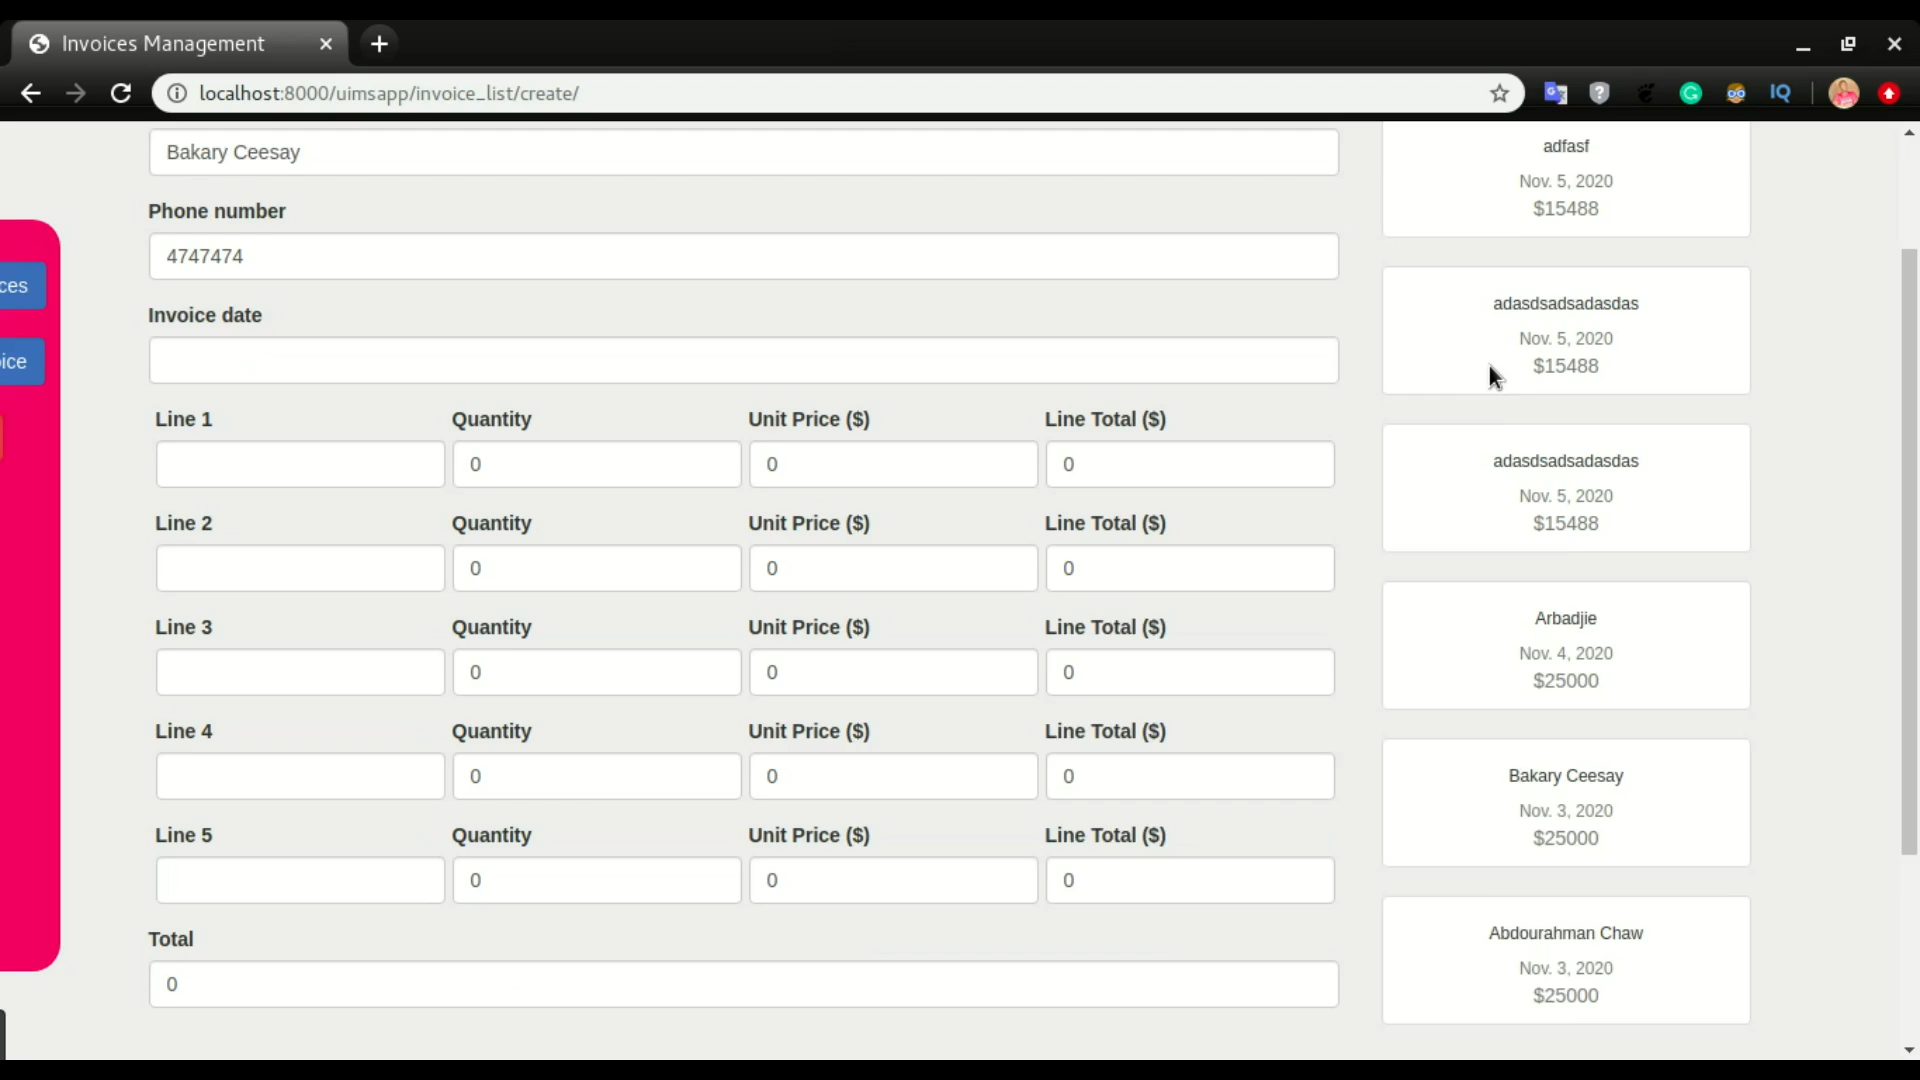 Invoices Management
localhost:8000/uimsapp/invoice_list/create/
IQ
Bakary Ceesay
Phone number
4747474
Invoice date
ces
oice
Line 1 Quantity Unit Price ($) Line Total ($)
0 0 0
Line 2 Quantity Unit Price ($) Line Total ($)
0 0 0
Line 3 Quantity Unit Price ($) Line Total ($)
0 0 0
Line 4 Quantity Unit Price ($) Line Total ($)
0 0 0
Line 5 Quantity Unit Price ($) Line Total ($)
0 0 0
Total
0
adfasf
Nov. 5, 2020
$15488
adasdsadsadasdas
Nov. 5, 2020
$15488
adasdsadsadasdas
Nov. 5, 2020
$15488
Arbadjie
Nov. 4, 2020
$25000
Bakary Ceesay
Nov. 3, 2020
$25000
Abdourahman Chaw
Nov. 3, 2020
$25000